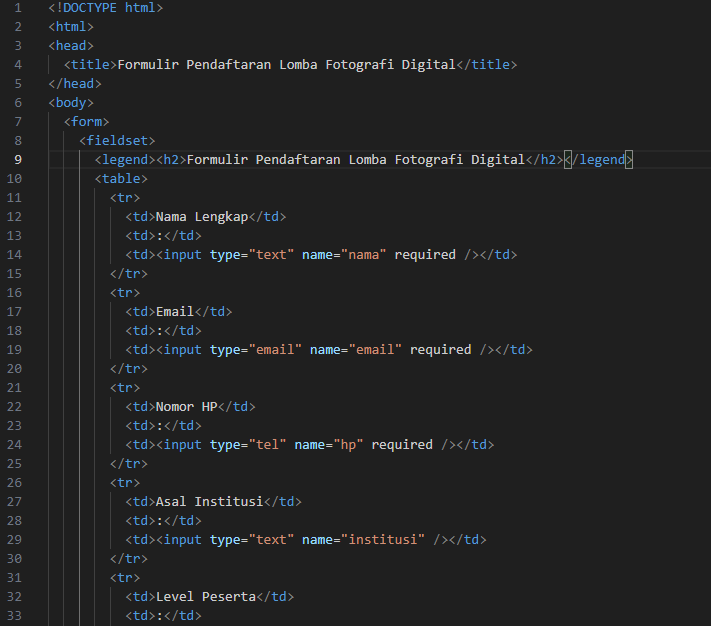 1 <!DOCTYPE html>
2 <html>
3 <head>
4 <title>Formulir Pendaftaran Lomba Fotografi Digital</title>
5 </head>
6 <body>
7 <form>
8 <fieldset>
9 <legend><h2>Formulir Pendaftaran Lomba Fotografi Digital</h2></legend>
10 <table>
11 <tr>
12 <td>Nama Lengkap</td>
13 <td>:</td>
14 <td><input type="text" name="nama" required /></td>
15 </tr>
16 <tr>
17 <td>Email</td>
18 <td>:</td>
19 <td><input type="email" name="email" required /></td>
20 </tr>
21 <tr>
22 <td>Nomor HP</td>
23 <td>:</td>
24 <td><input type="tel" name="hp" required /></td>
25 </tr>
26 <tr>
27 <td>Asal Institusi</td>
28 <td>:</td>
29 <td><input type="text" name="institusi" /></td>
30 </tr>
31 <tr>
32 <td>Level Peserta</td>
33 <td>:</td>